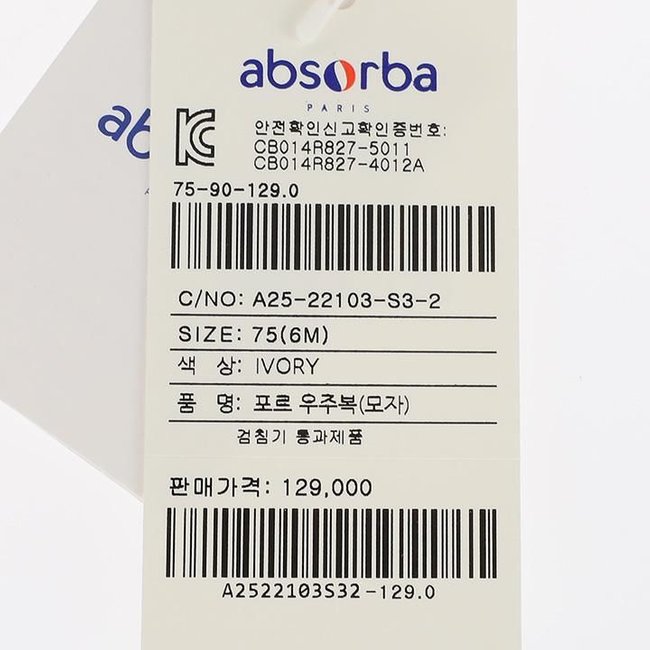 absorba
PARIS
안전확인신고확인증번호:
CB014R827-5011
CB014R827-4012A
75-90-129.0
C/NO: A25-22103-S3-2
SIZE: 75(6M)
색 상: IVORY
품 명: 포르 우주복(모자)
검침기 통과제품
판매가격: 129,000
A2522103S32-129.0
ab